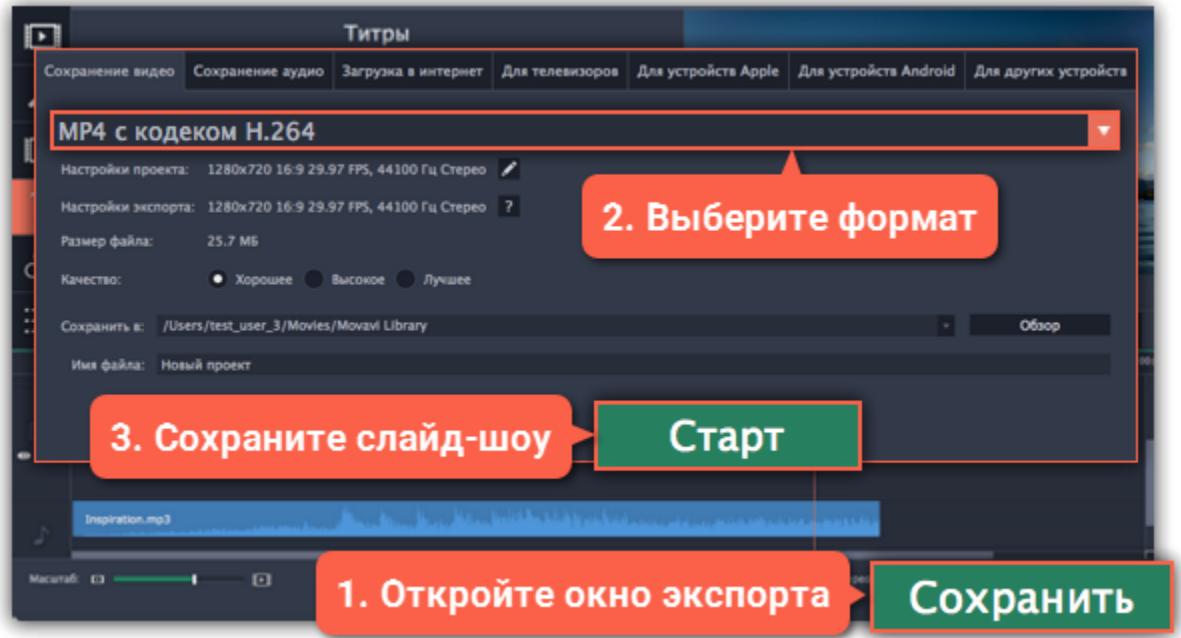 Титры
Сохранение видео Сохранение аудио Загрузка в интернет Для телевизоров Для устройств Apple Для устройств Android Для других устройств
MP4 с кодеком H.264
Настройки проекта: 1280x720 16:9 29.97 FPS, 44100 Гц Стерео
2. Выберите формат
Настройки экспорта: 1280x720 16:9 29.97 FPS, 44100 Гц Стерео ?
Размер файла: 25.7 МБ
Качество: Хорошее Высокое Лучшее
Сохранить в: /Users/test_user_3/Movies/Movavi Library Обзор
Имя файла: Новый проект
3. Сохраните слайд-шоу Старт
Inspiration.mp3
Масштаб:
1. Откройте окно экспорта Сохранить